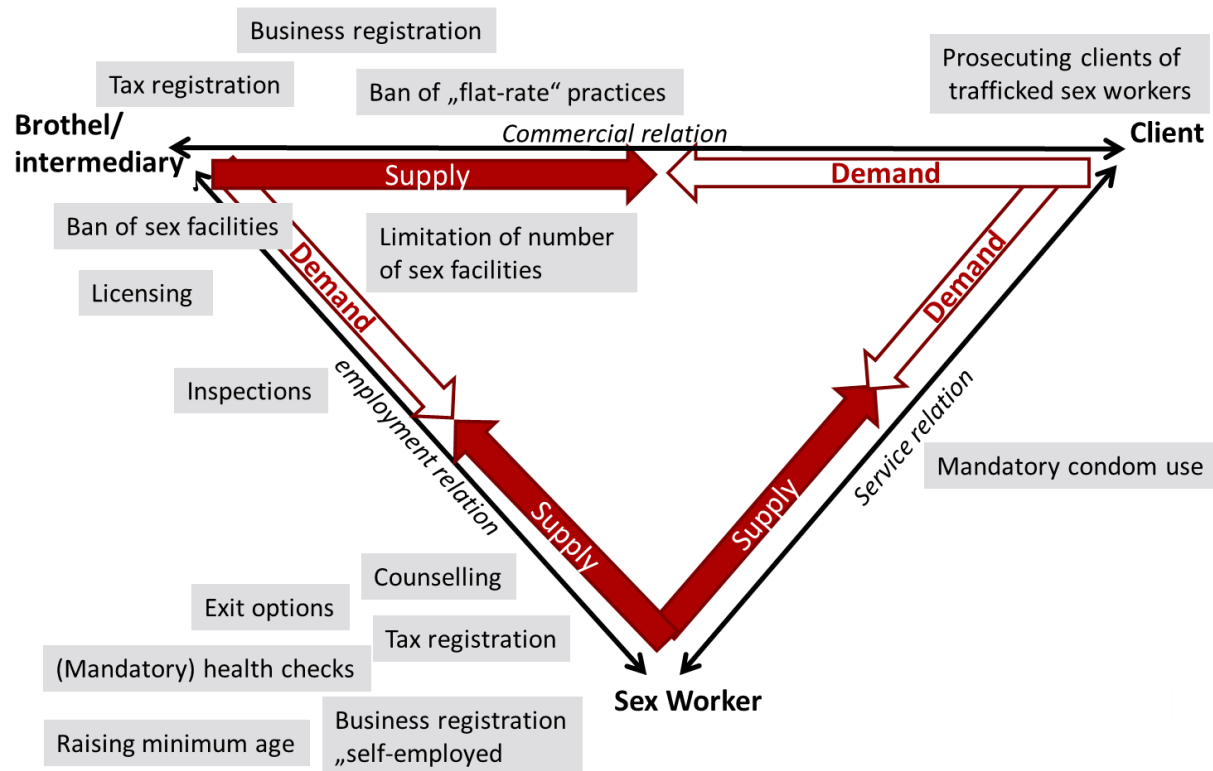 Business registration
Prosecuting clients of
trafficked sex workers
Tax registration
Ban of „flat-rate“ practices
Brothel/
intermediary
Commercial relation
Client
Supply
Demand
Ban of sex facilities
Limitation of number
of sex facilities
Demand
Demand
Licensing
Inspections
employment relation
Service relation
Mandatory condom use
Supply
Supply
Counselling
Exit options
Tax registration
(Mandatory) health checks
Sex Worker
Business registration
„self-employed
Raising minimum age